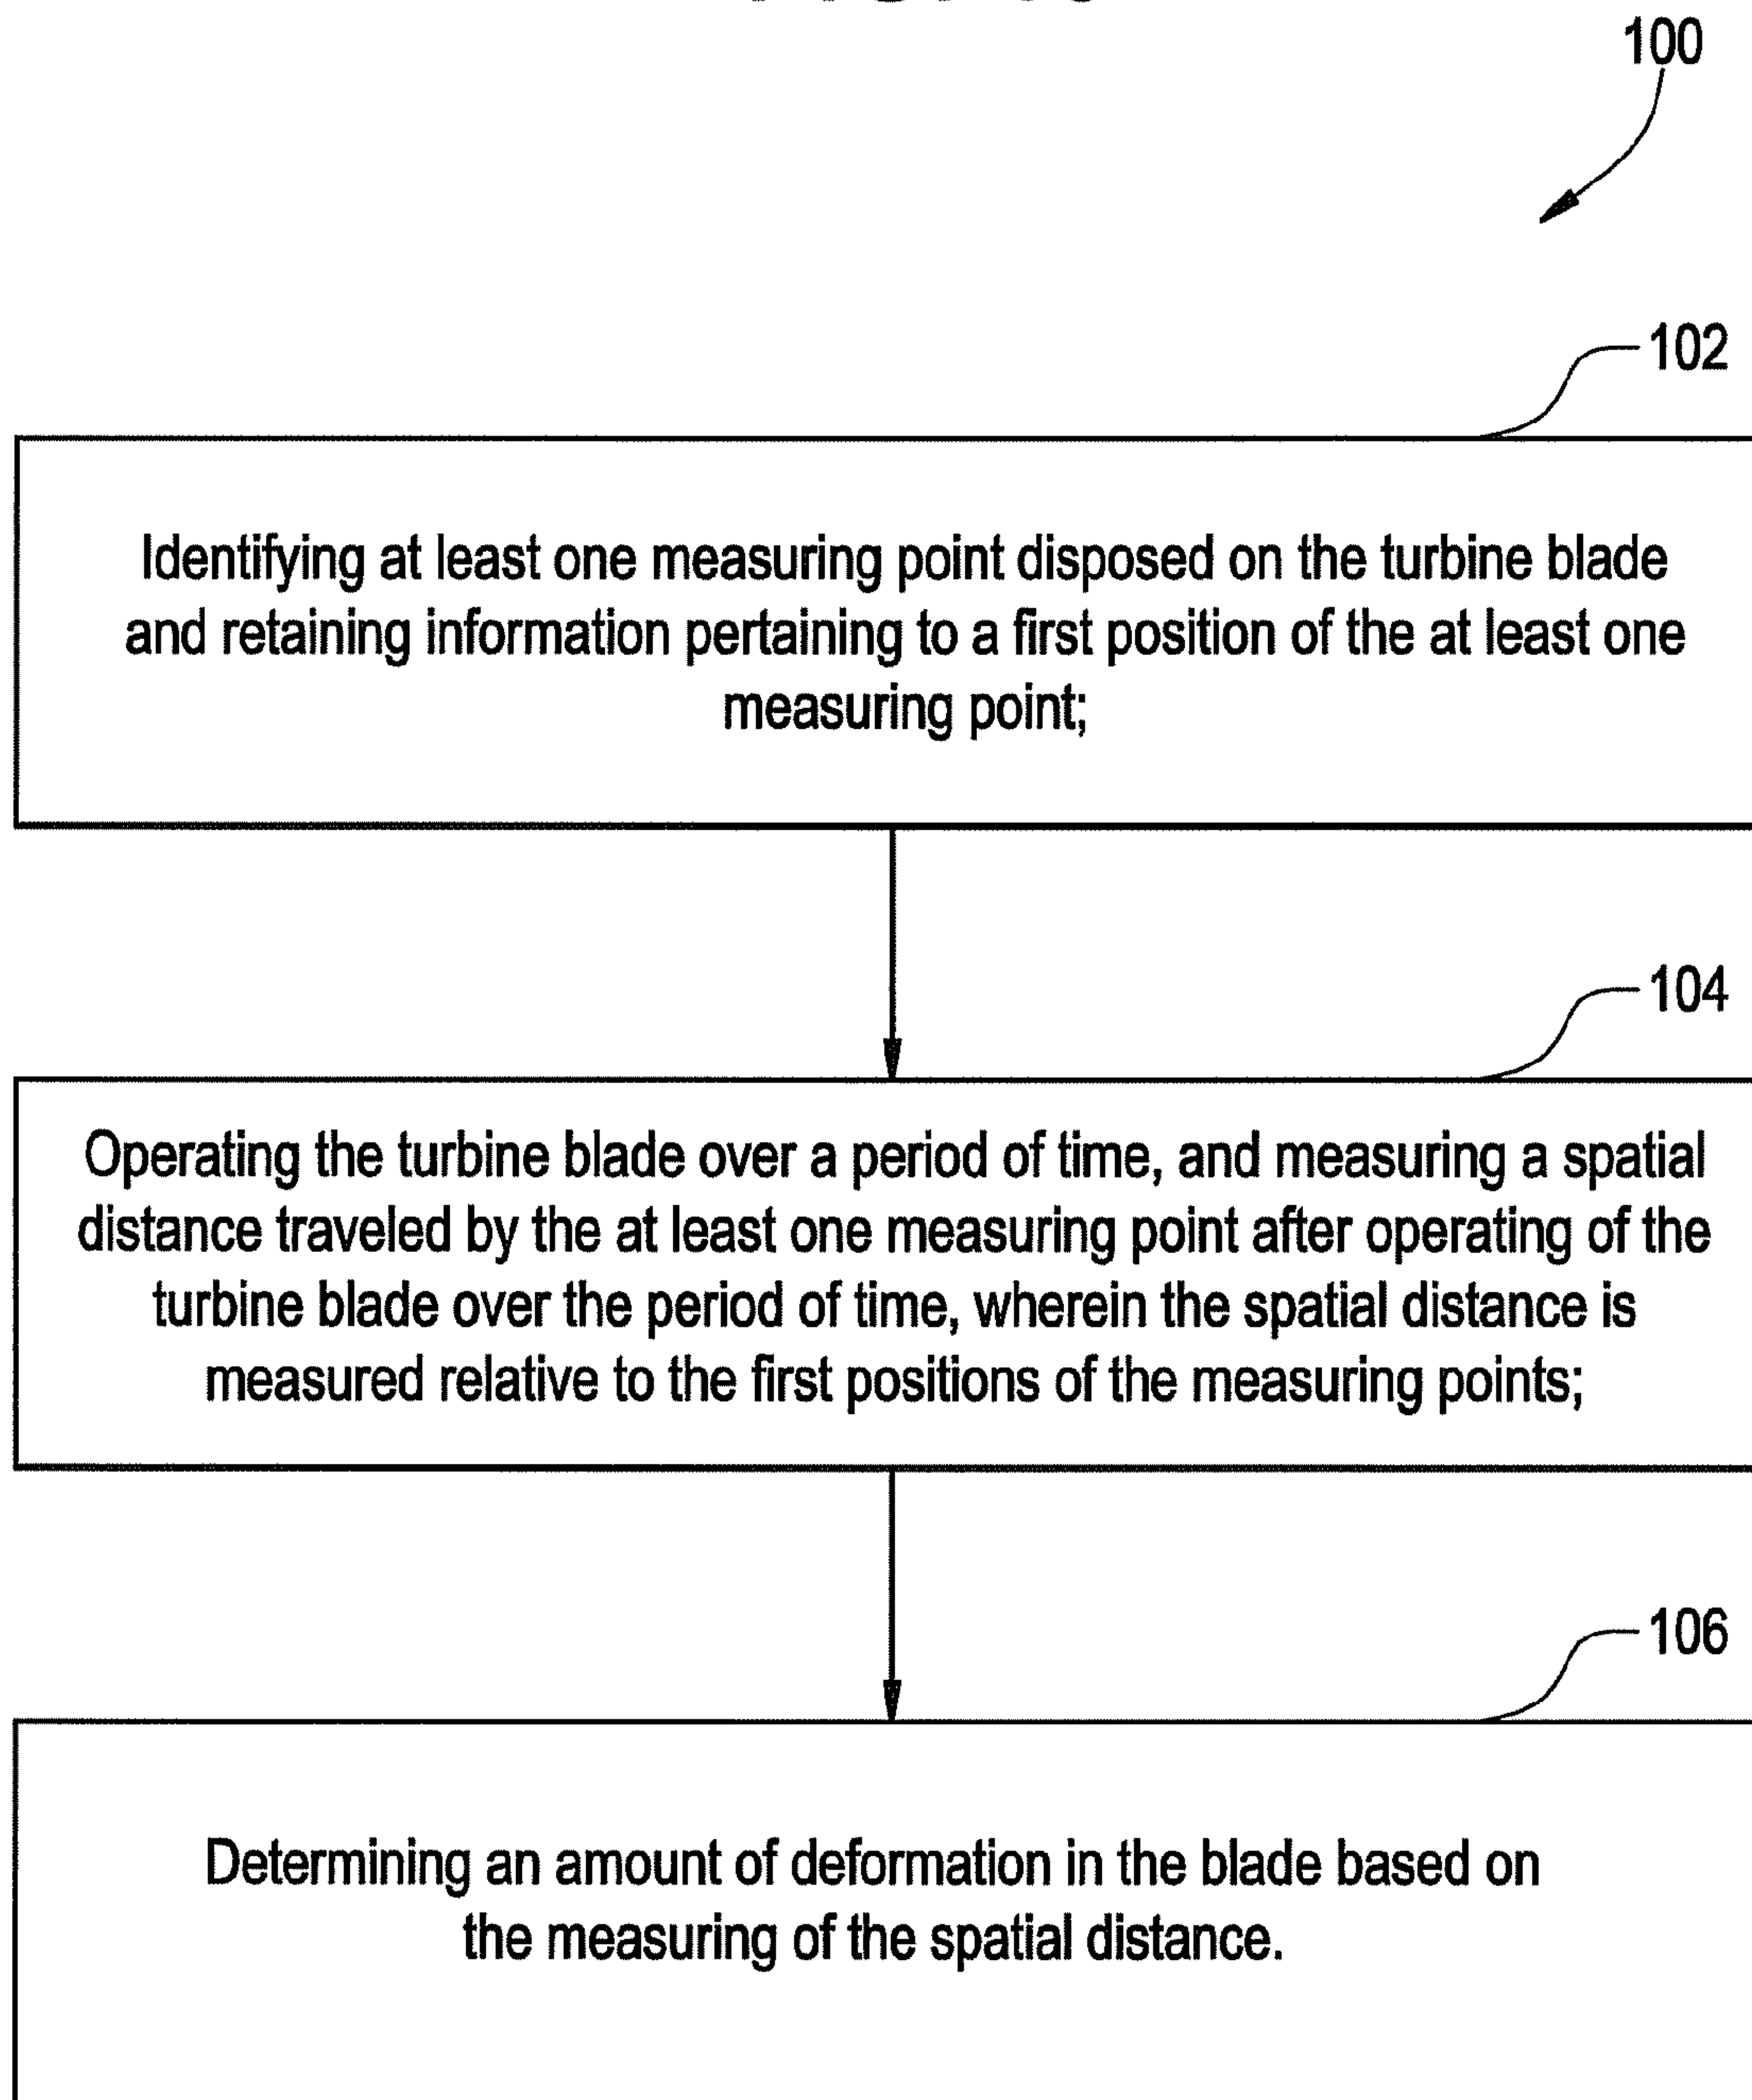 100
102
Identifying at least one measuring point disposed on the turbine blade
and retaining information pertaining to a first position of the at least one
measuring point;
104
Operating the turbine blade over a period of time, and measuring a spatial
distance traveled by the at least one measuring point after operating of the
turbine blade over the period of time, wherein the spatial distance is
measured relative to the first positions of the measuring points;
106
Determining an amount of deformation in the blade based on
the measuring of the spatial distance.